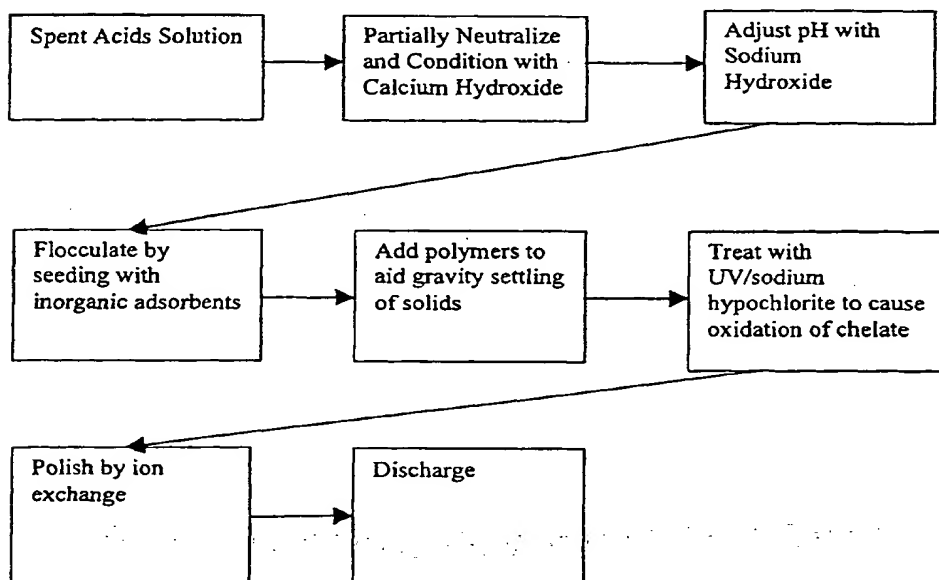 Spent Acids Solution
Partially Neutralize
and Condition with
Calcium Hydroxide
Adjust pH with
Sodium
Hydroxide
Flocculate by
seeding with
inorganic adsorbents
Add polymers to
aid gravity settling
of solids
Treat with
UV/sodium
hypochlorite to cause
oxidation of chelate
Polish by ion
exchange
Discharge